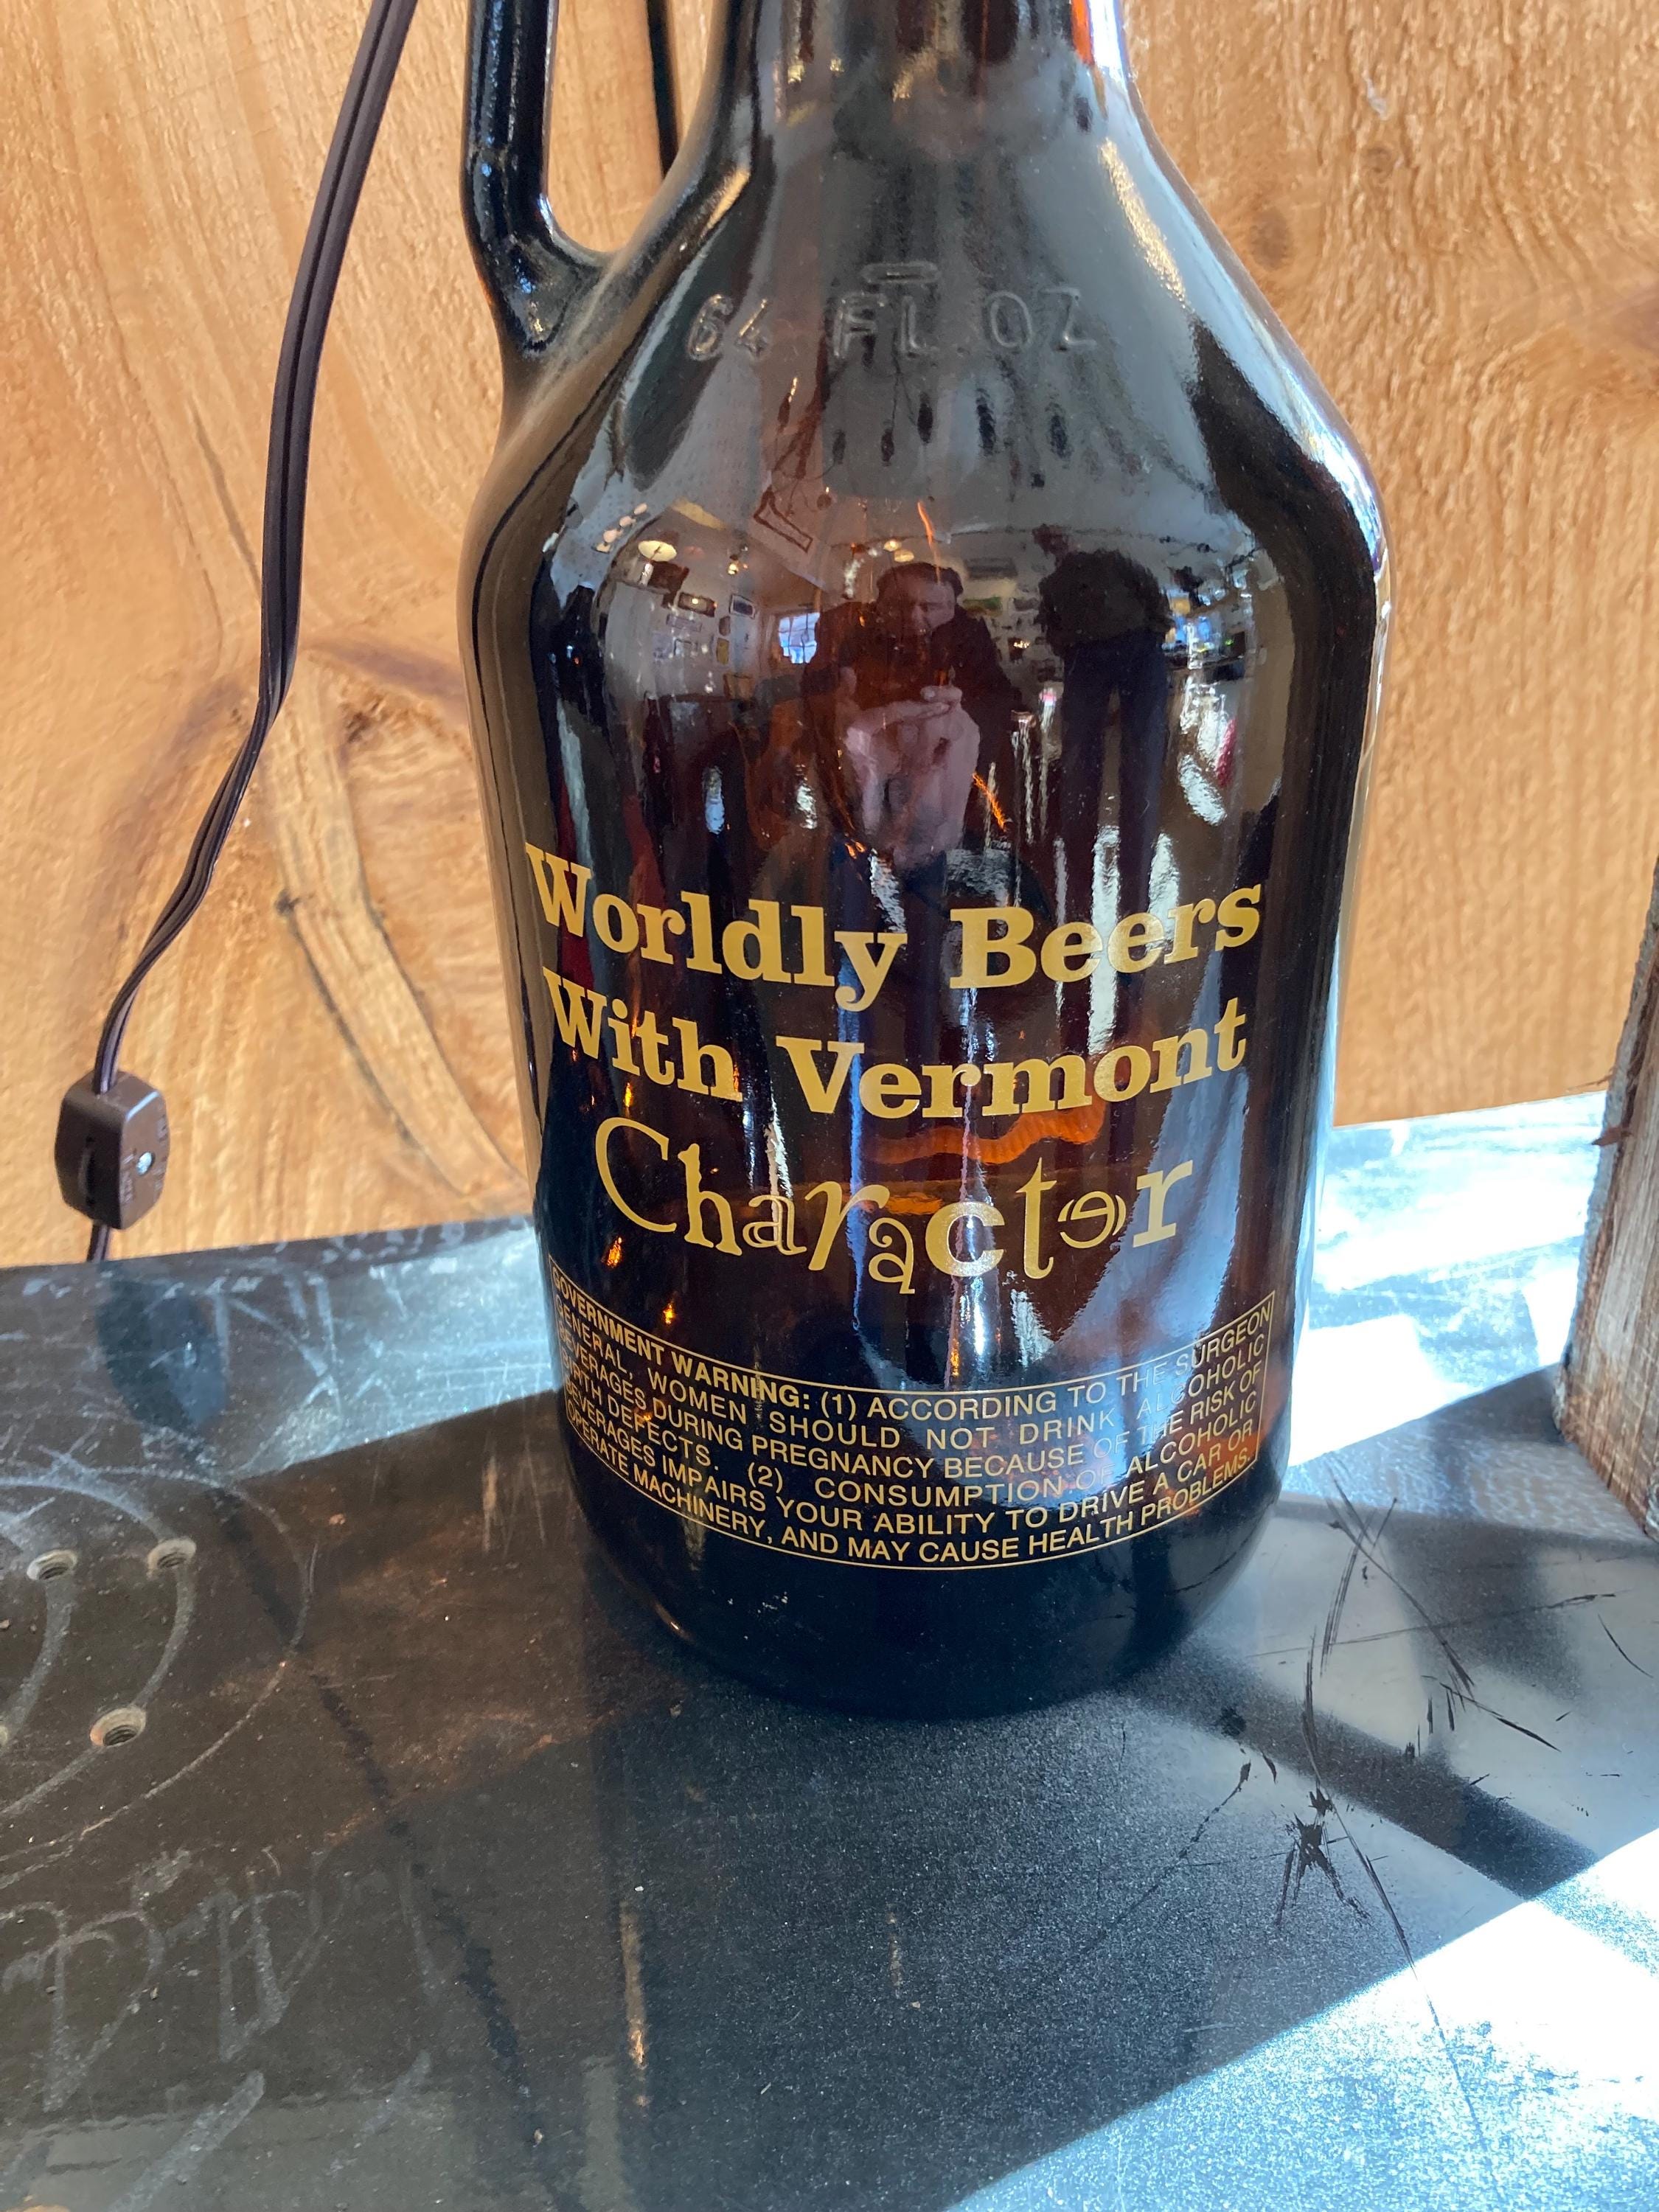 64 FL. OZ
Worldly Beers
With Vermont
Character
GOVERNMENT WARNING: (1) ACCORDING TO THE SURGEON
GENERAL, WOMEN SHOULD NOT DRINK ALCOHOLIC
BEVERAGES DURING PREGNANCY BECAUSE OF THE RISK OF
BIRTH DEFECTS. (2) CONSUMPTION OF ALCOHOLIC
BEVERAGES IMPAIRS YOUR ABILITY TO DRIVE A CAR OR
OPERATE MACHINERY, AND MAY CAUSE HEALTH PROBLEMS.